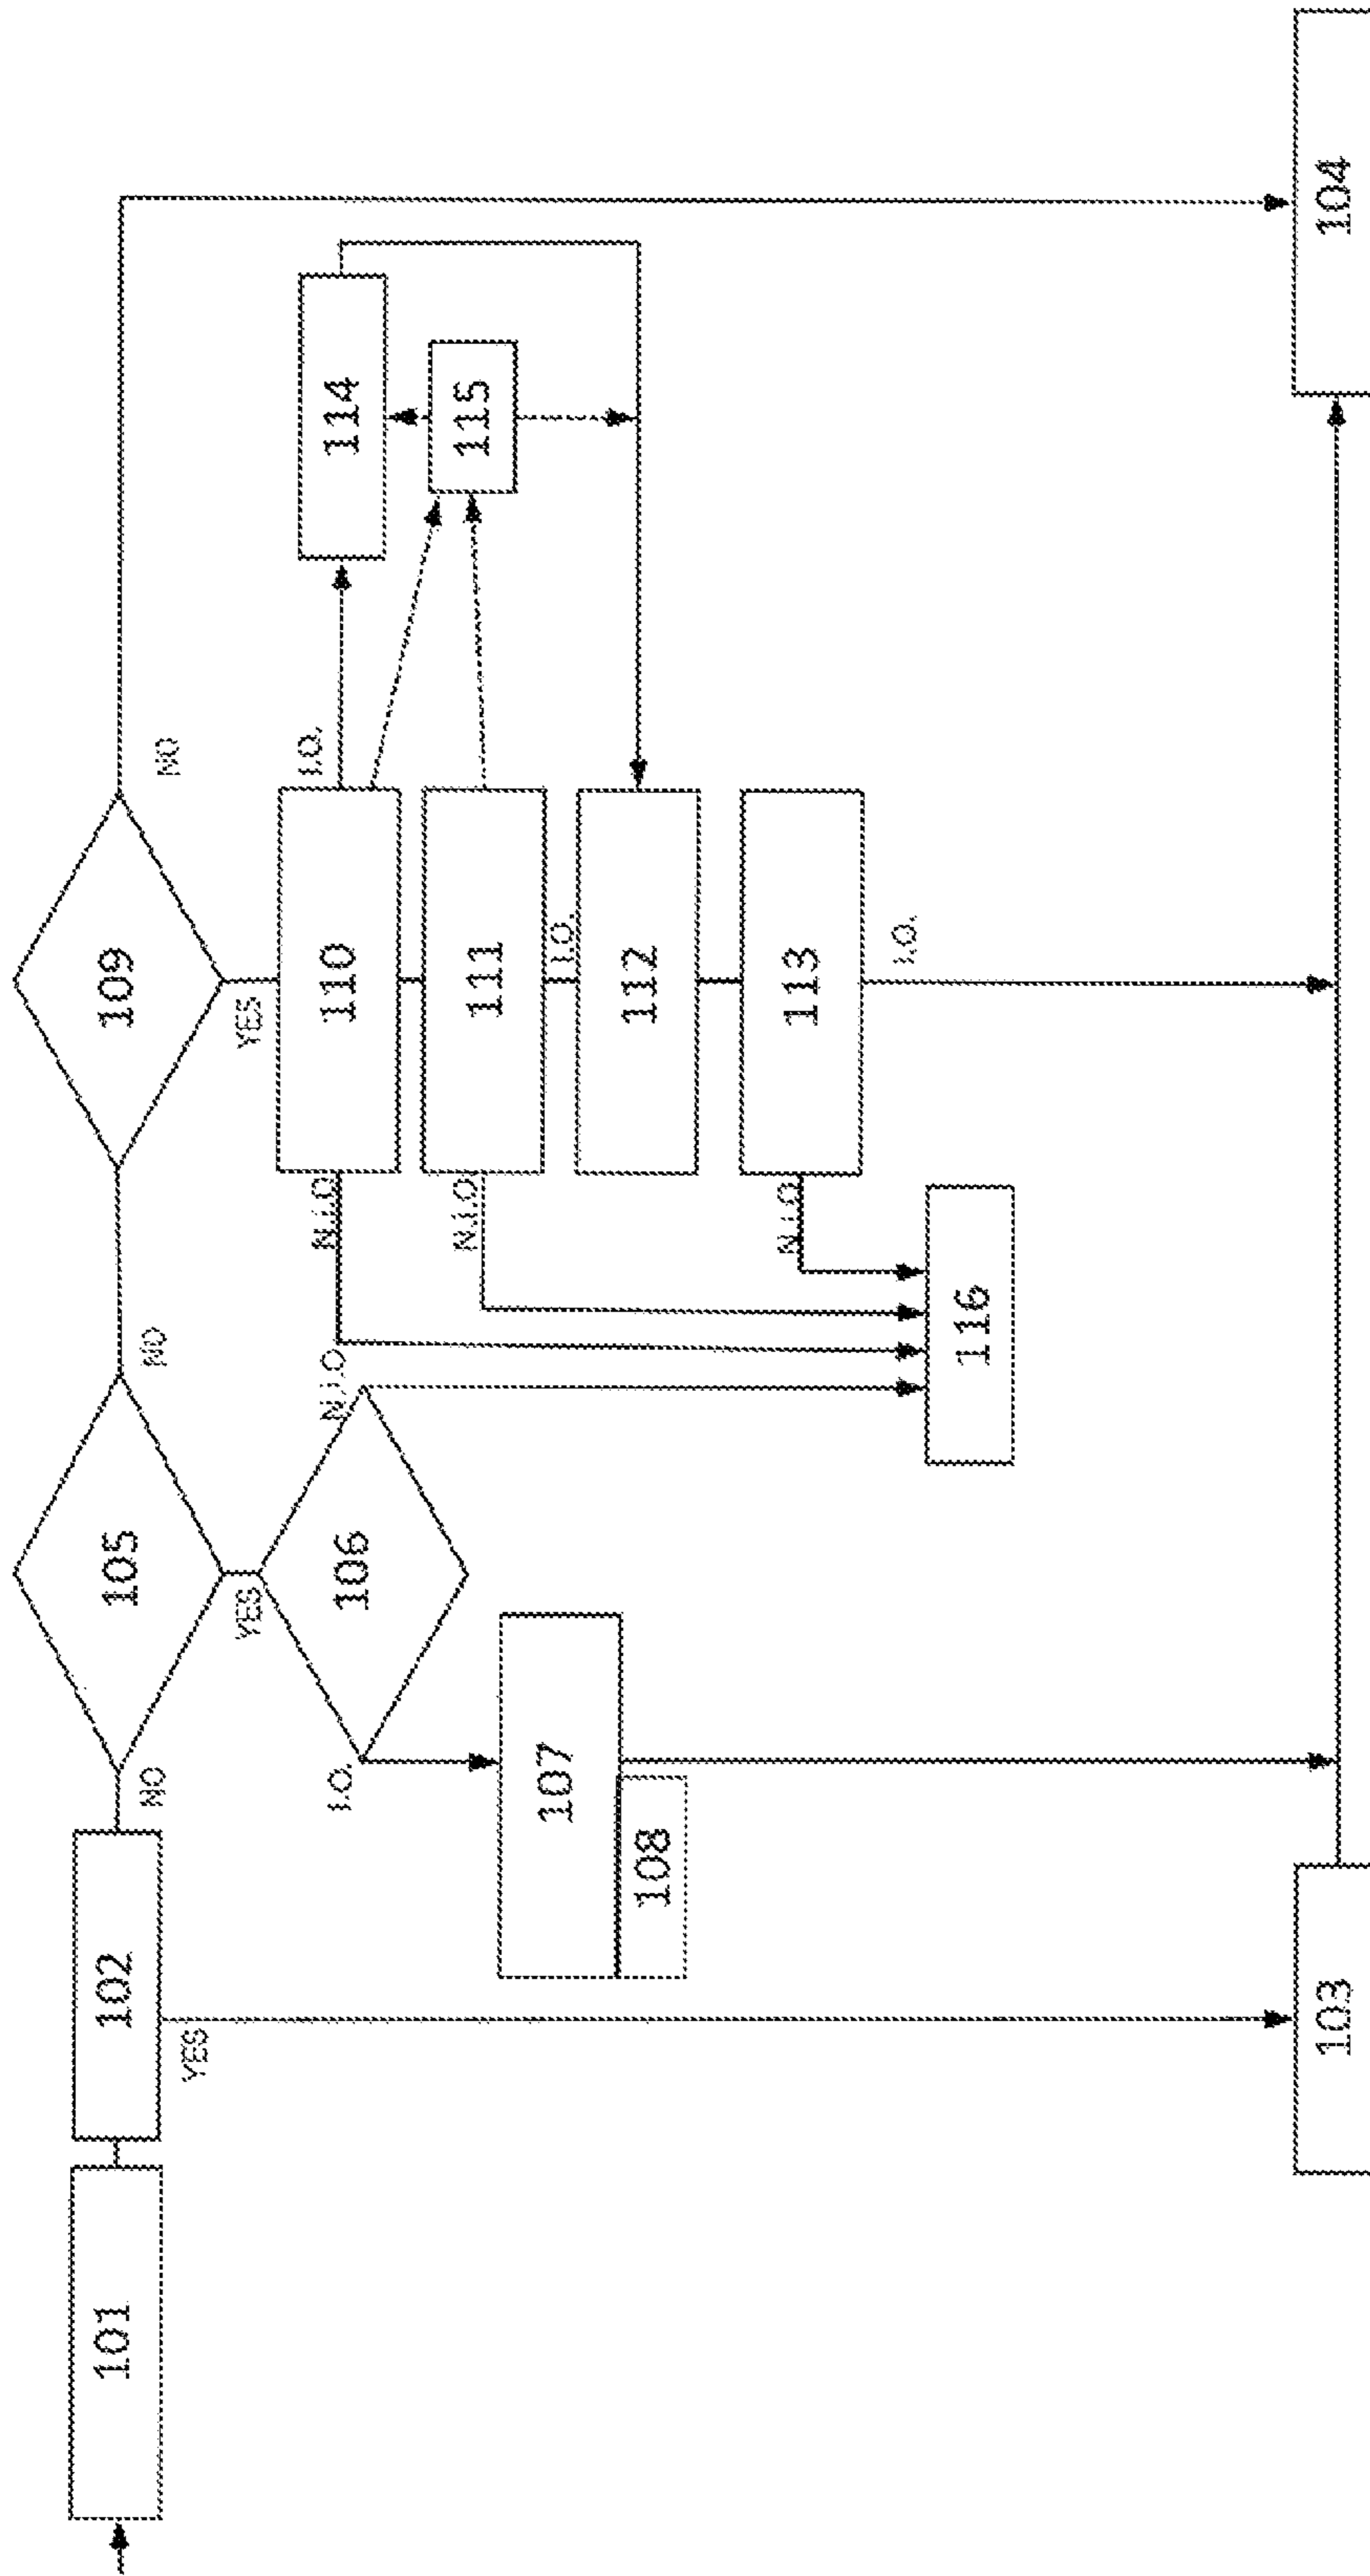 101
102
NO
YES
105
NO
YES
109
NO
YES
106
I.O.
N.i.O
107
108
110
I.O.
N.i.O
111
I.O.
N.i.O
112
113
I.O.
N.i.O
114
115
116
103
104